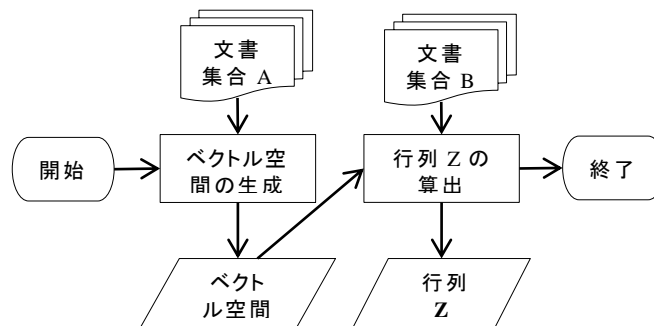 文書
集合 A
文書
集合 B
開始
ベクトル空
間の生成
行列 Z の
算出
終了
ベクト
ル空間
行列
Z